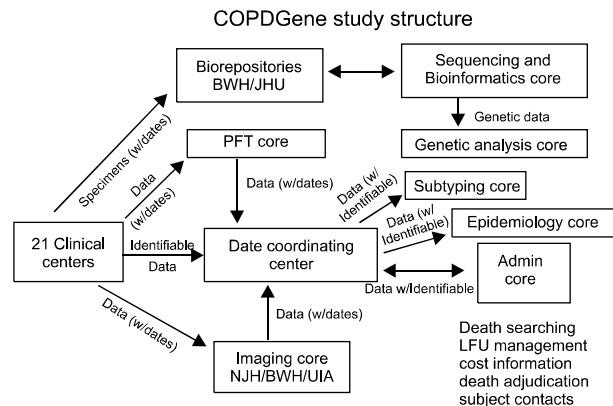 COPDGene study structure
Biorepositories
BWH/JHU
Sequencing and
Bioinformatics core
Specimens (w/dates)
Genetic data
PFT core
Genetic analysis core
Data
(w/dates)
Data (w/dates)
Data (w/
Identifiable)
Subtyping core
21 Clinical
centers
Identifiable
Data
Date coordinating
center
Data (w/
Identifiable)
Epidemiology core
Data w/Identifiable
Admin
core
Data (w/dates)
Data (w/dates)
Imaging core
NJH/BWH/UIA
Death searching
LFU management
cost information
death adjudication
subject contacts